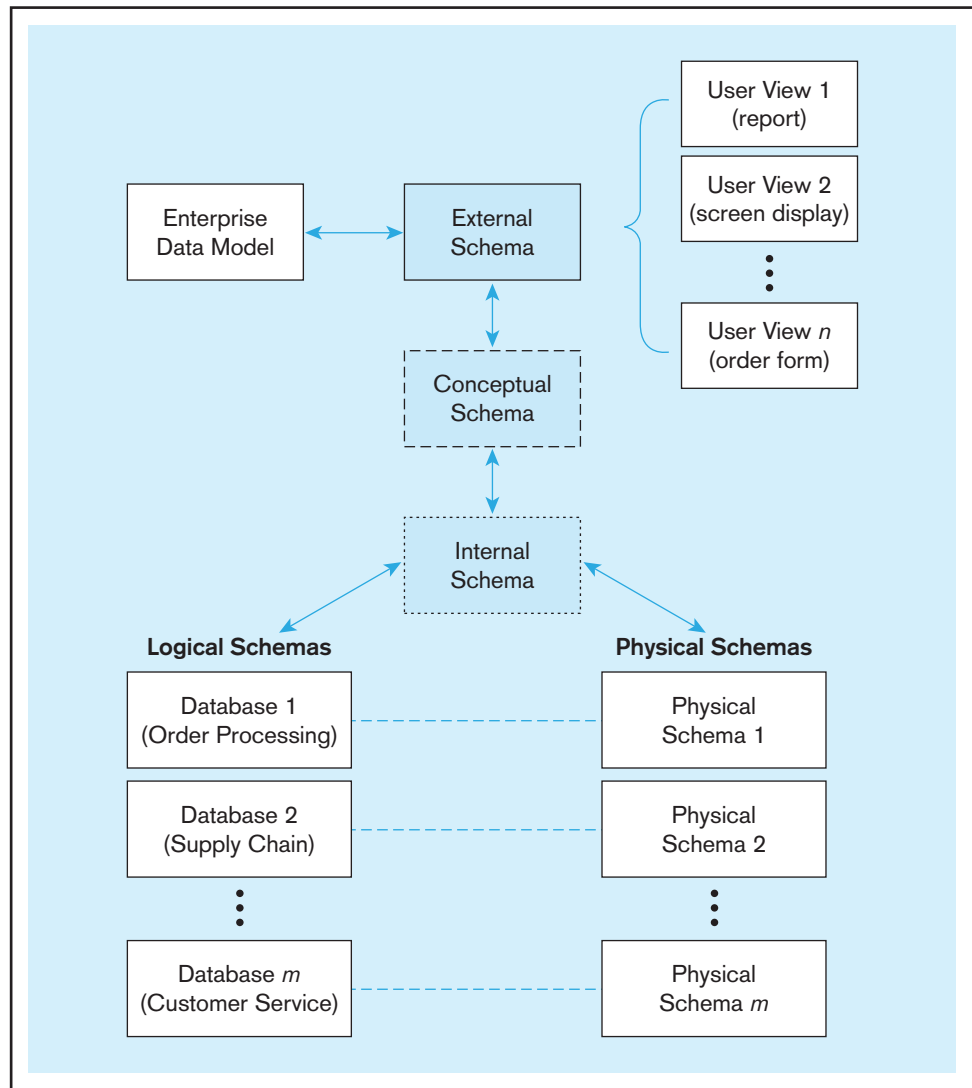 User View 1
(report)
User View 2
(screen display)
User View n
(order form)
Enterprise
Data Model
External
Schema
Conceptual
Schema
Internal
Schema
Logical Schemas
Physical Schemas
Database 1
(Order Processing)
Physical
Schema 1
Database 2
(Supply Chain)
Physical
Schema 2
Database m
(Customer Service)
Physical
Schema m